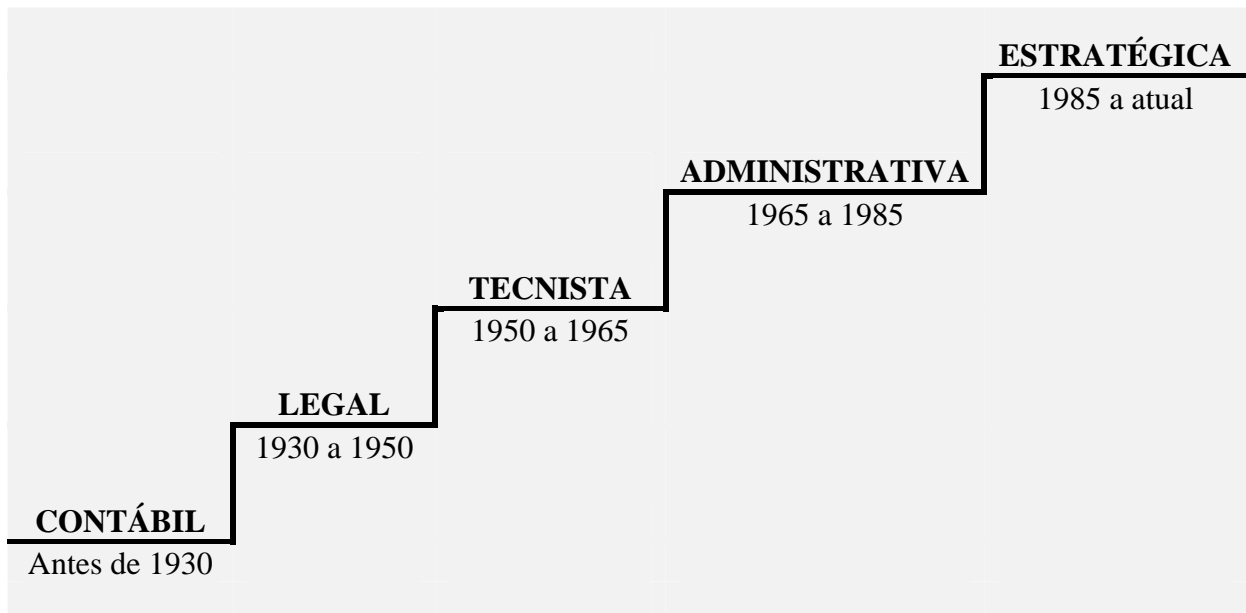 ESTRATÉGICA
1985 a atual
ADMINISTRATIVA
1965 a 1985
TECNISTA
1950 a 1965
LEGAL
1930 a 1950
CONTÁBIL
Antes de 1930